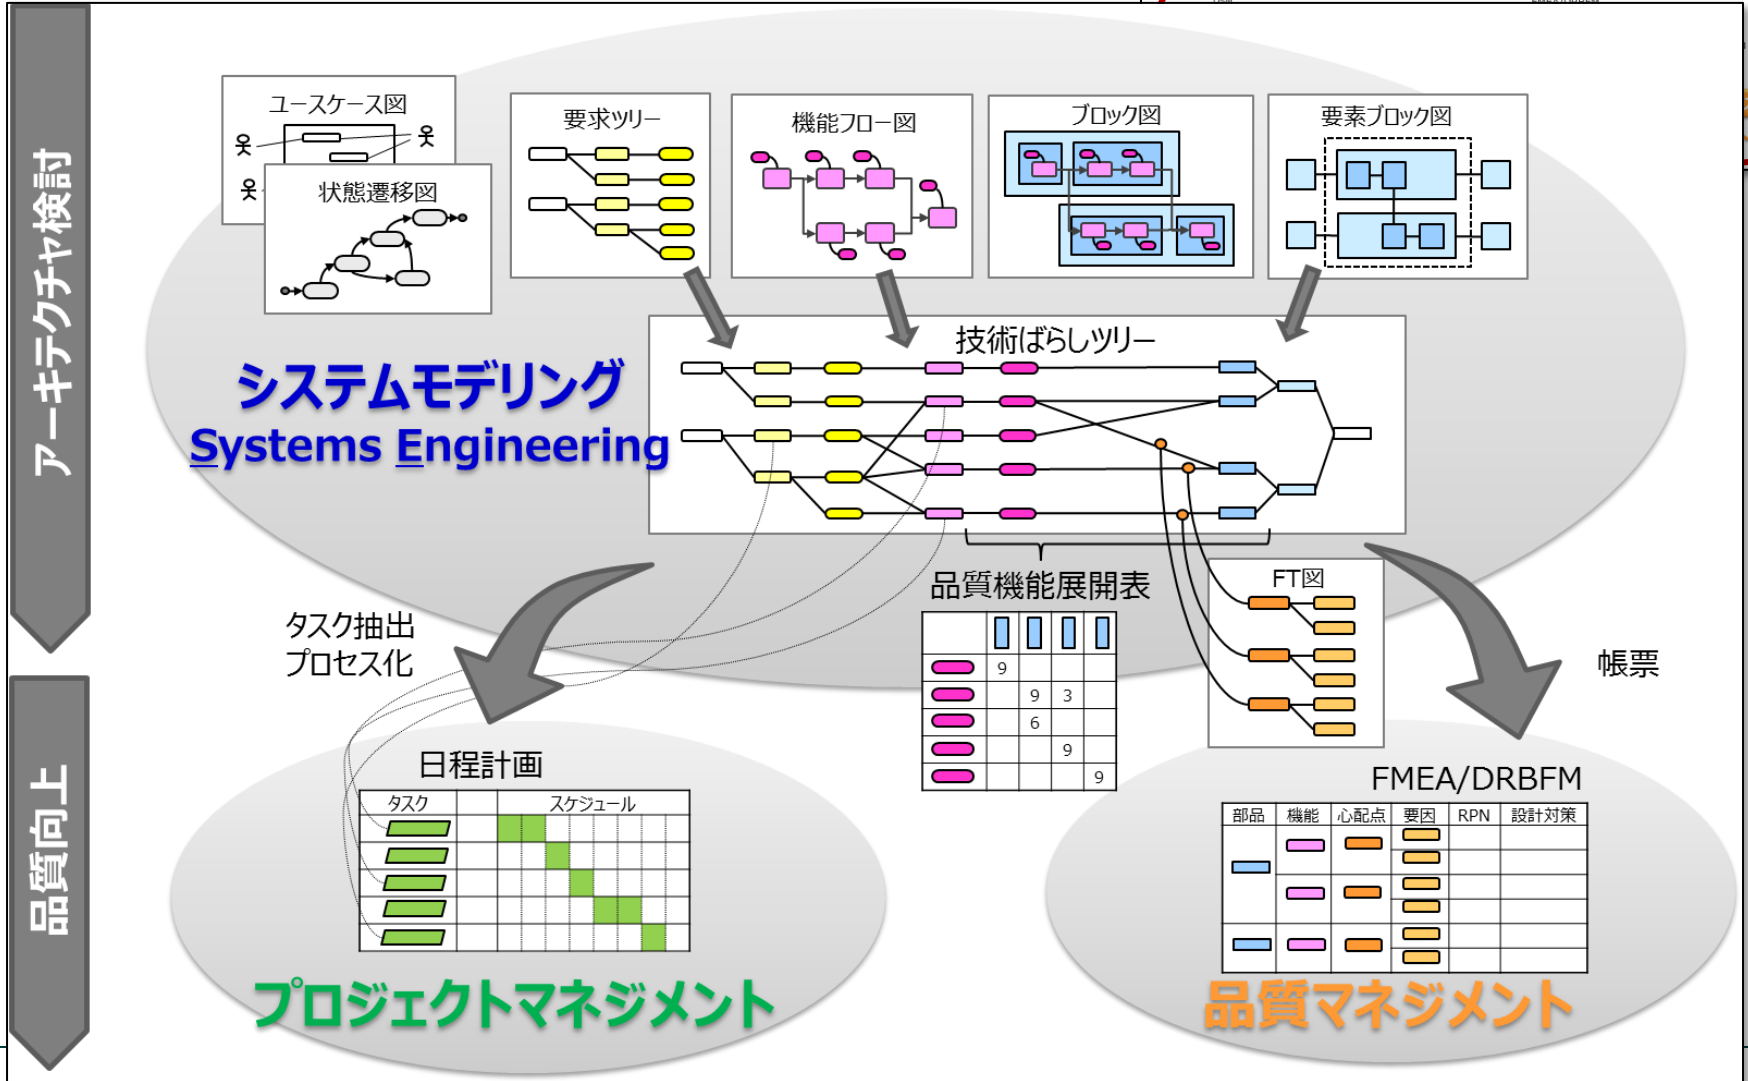 アーキテクチャ検討
品質向上
ユースケース図
状態遷移図
要求ツリー
機能フロー図
ブロック図
要素ブロック図
技術ばらしツリー
システムモデリング
Systems Engineering
タスク抽出
プロセス化
品質機能展開表
9
9 3
6
9
9
FT図
帳票
日程計画
タスク スケジュール
プロジェクトマネジメント
FMEA/DRBFM
部品 機能 心配点 要因 RPN 設計対策
品質マネジメント